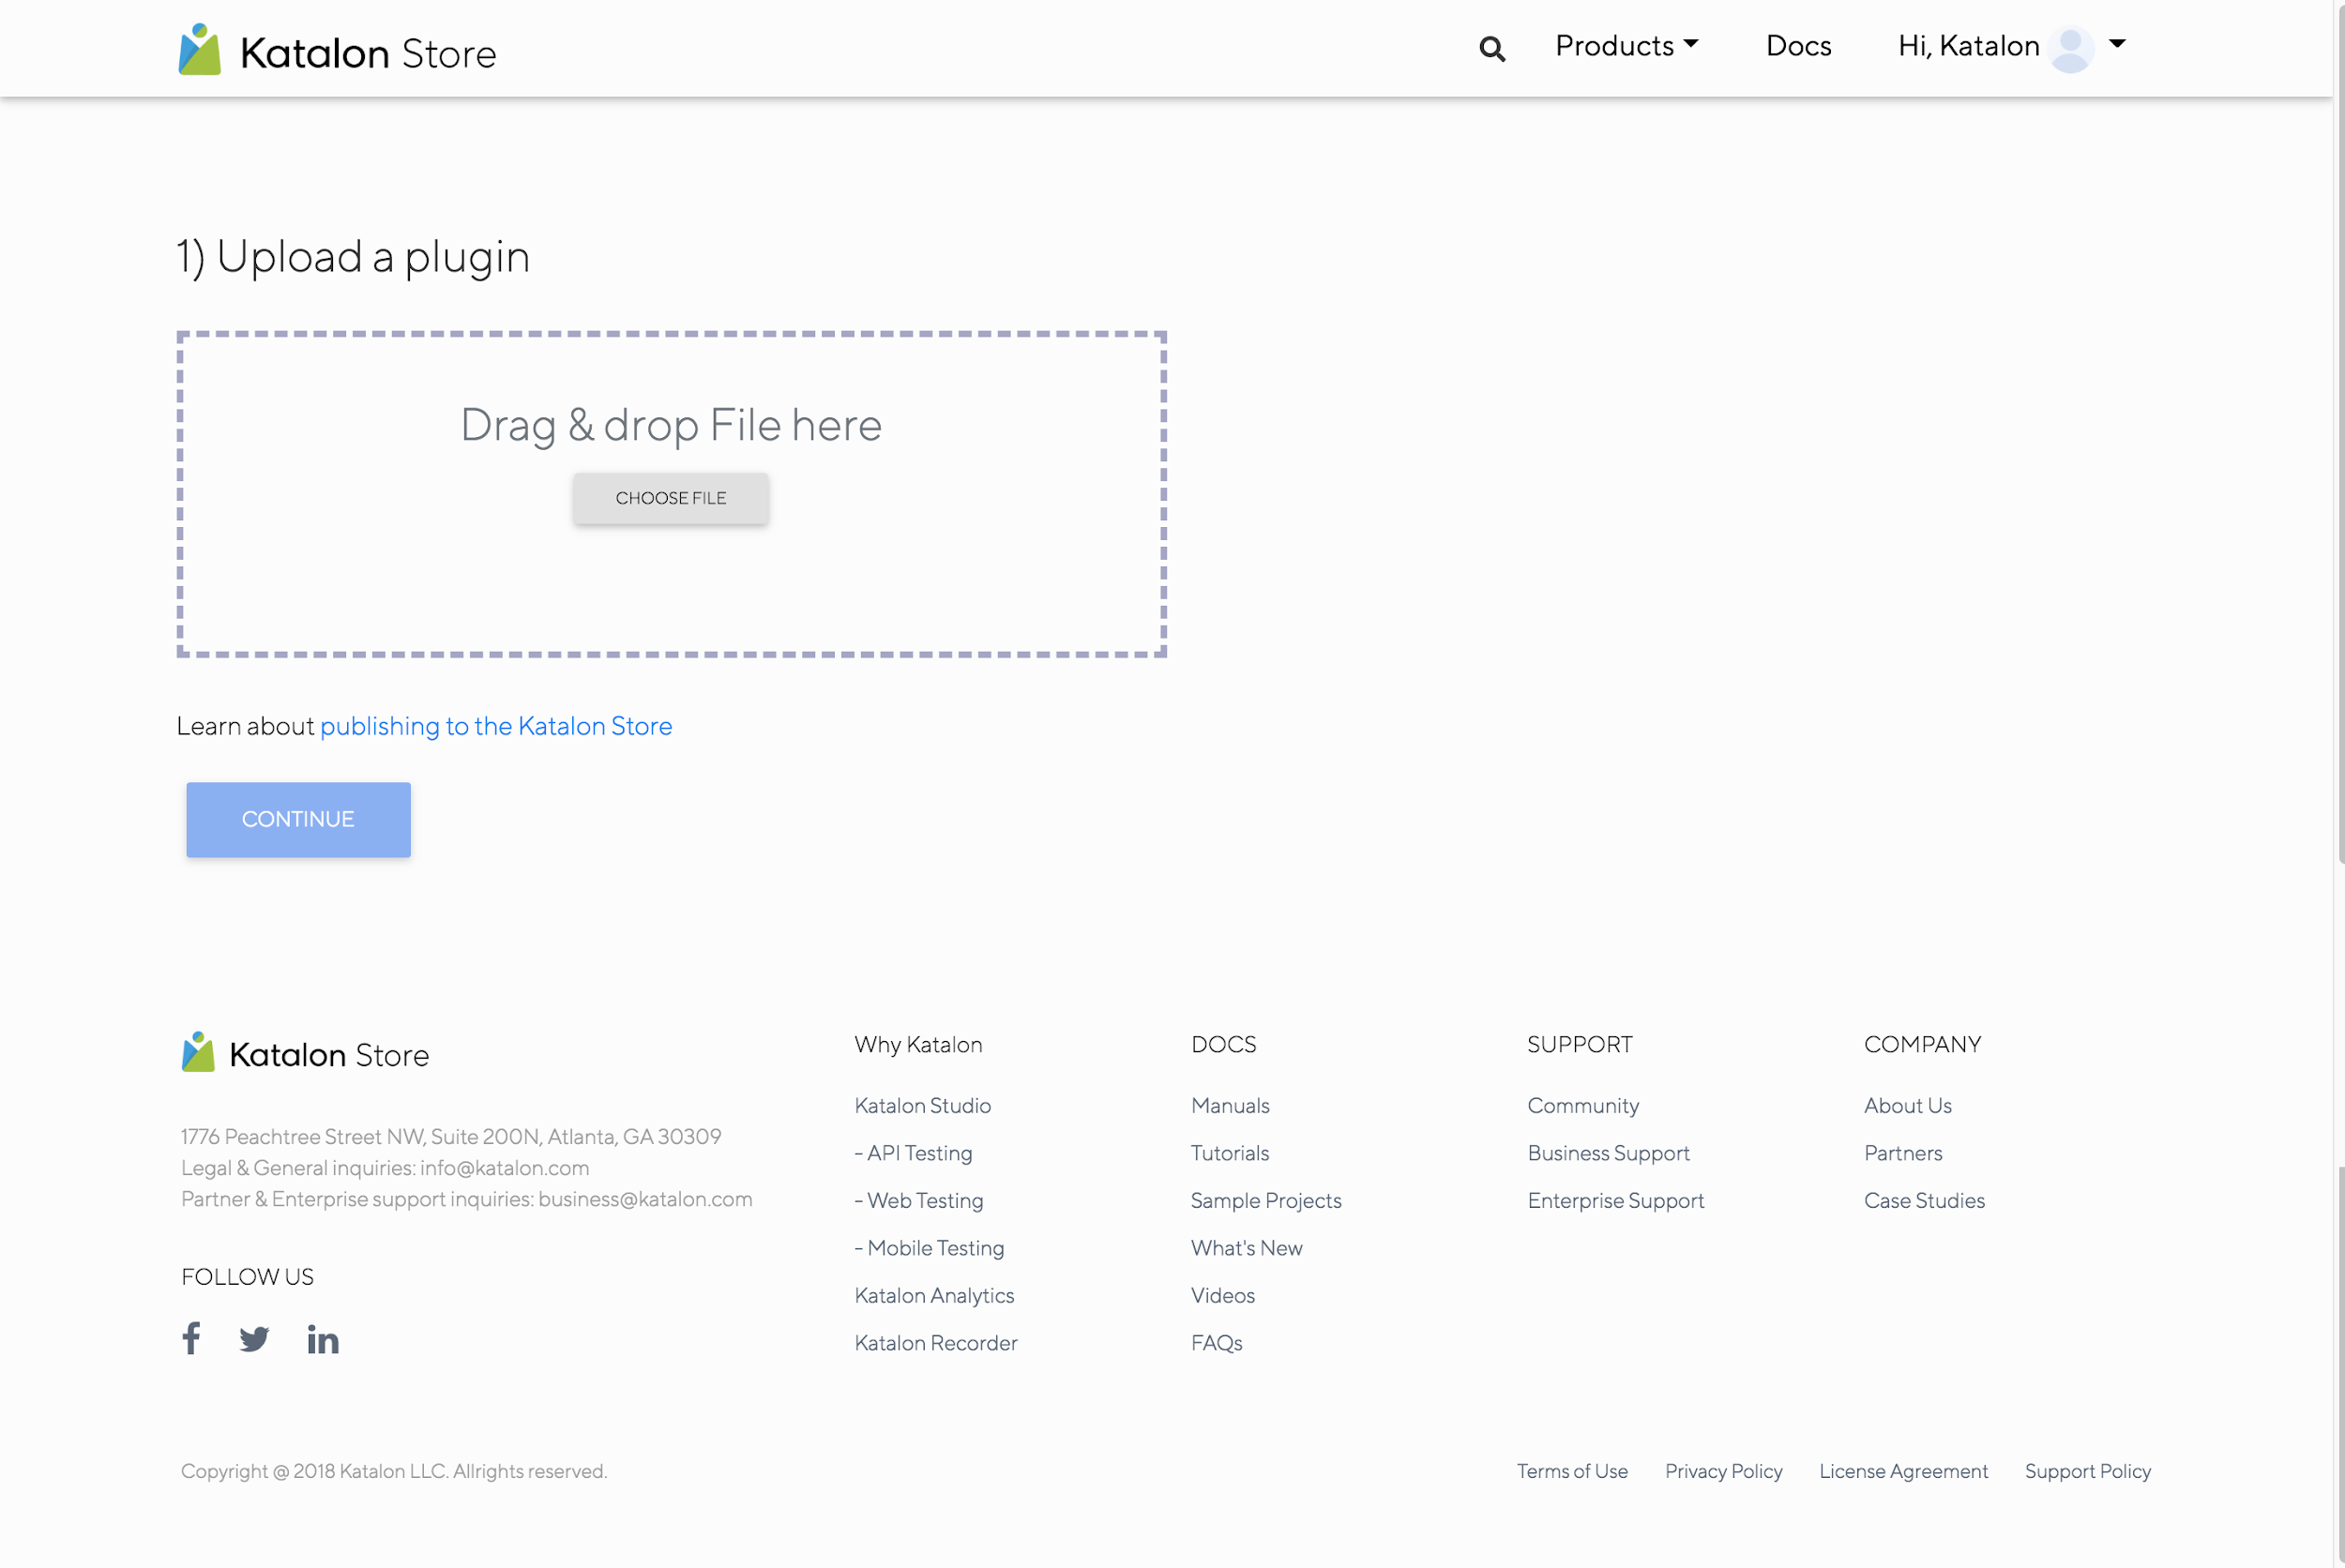 Katalon Store
Products
Docs
Hi, Katalon
1) Upload a plugin
Drag & drop File here
CHOOSE FILE
Learn about publishing to the Katalon Store
CONTINUE
Katalon Store
1776 Peachtree Street NW, Suite 200N, Atlanta, GA 30309
Legal & General inquiries: info@katalon.com
Partner & Enterprise support inquiries: business@katalon.com
FOLLOW US
Why Katalon
Katalon Studio
- API Testing
- Web Testing
- Mobile Testing
Katalon Analytics
Katalon Recorder
DOCS
Manuals
Tutorials
Sample Projects
What's New
Videos
FAQs
SUPPORT
Community
Business Support
Enterprise Support
COMPANY
About Us
Partners
Case Studies
Copyright @ 2018 Katalon LLC. Allrights reserved.
Terms of Use
Privacy Policy
License Agreement
Support Policy